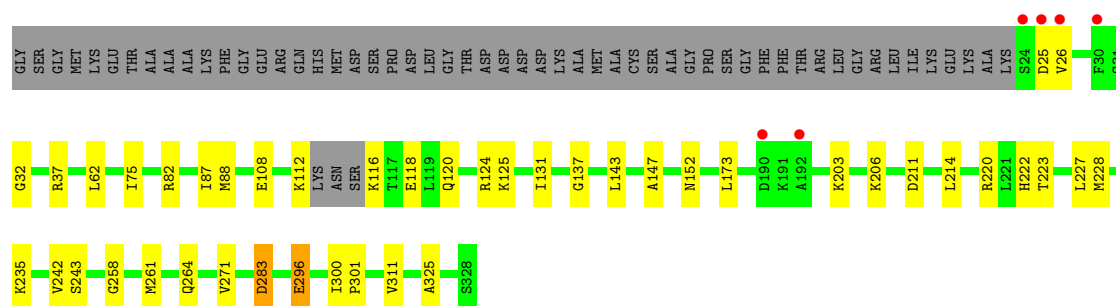 GLY SER GLY MET LYS GLU THR ALA ALA ALA LYS PHE GLY GLU ARG GLN HIS MET ASP SER PRO ASP LEU GLY THR ASP ASP ASP ASP LYS ALA MET ALA CYS SER ALA GLY PRO SER GLY PHE PHE THR ARG LEU GLY ARG LEU ILE LYS GLU LYS ALA LYS S24 D25 V26 F30 G31
G32 R37 L62 I75 R82 I87 M88 E108 K112 LYS ASN SER K116 T117 E118 L119 Q120 R124 K125 I131 G137 L143 A147 N152 L173 D190 K191 A192 K203 K206 D211 L214 R220 L221 H222 T223 L227 M228
K235 V242 S243 G258 M261 Q264 V271 D283 E296 I300 P301 V311 A325 S328